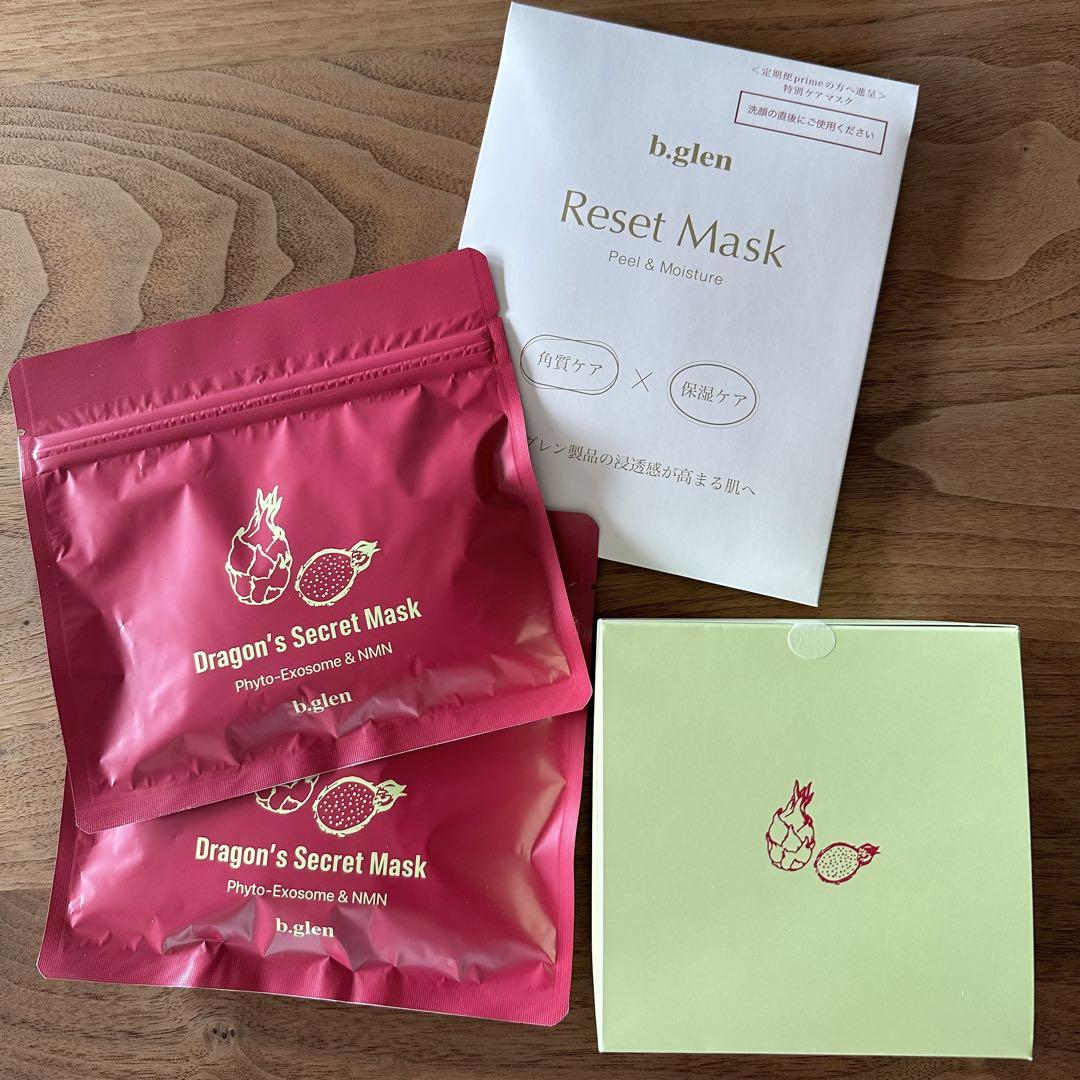 <定期便primeの方へ進呈>
特別ケアマスク
洗顔の直後にご使用ください
b.glen
Reset Mask
Peel & Moisture
角質ケア × 保湿ケア
グレン製品の浸透感が高まる肌へ
Dragon's Secret Mask
Phyto-Exosome & NMN
b.glen
Dragon's Secret Mask
Phyto-Exosome & NMN
b.glen